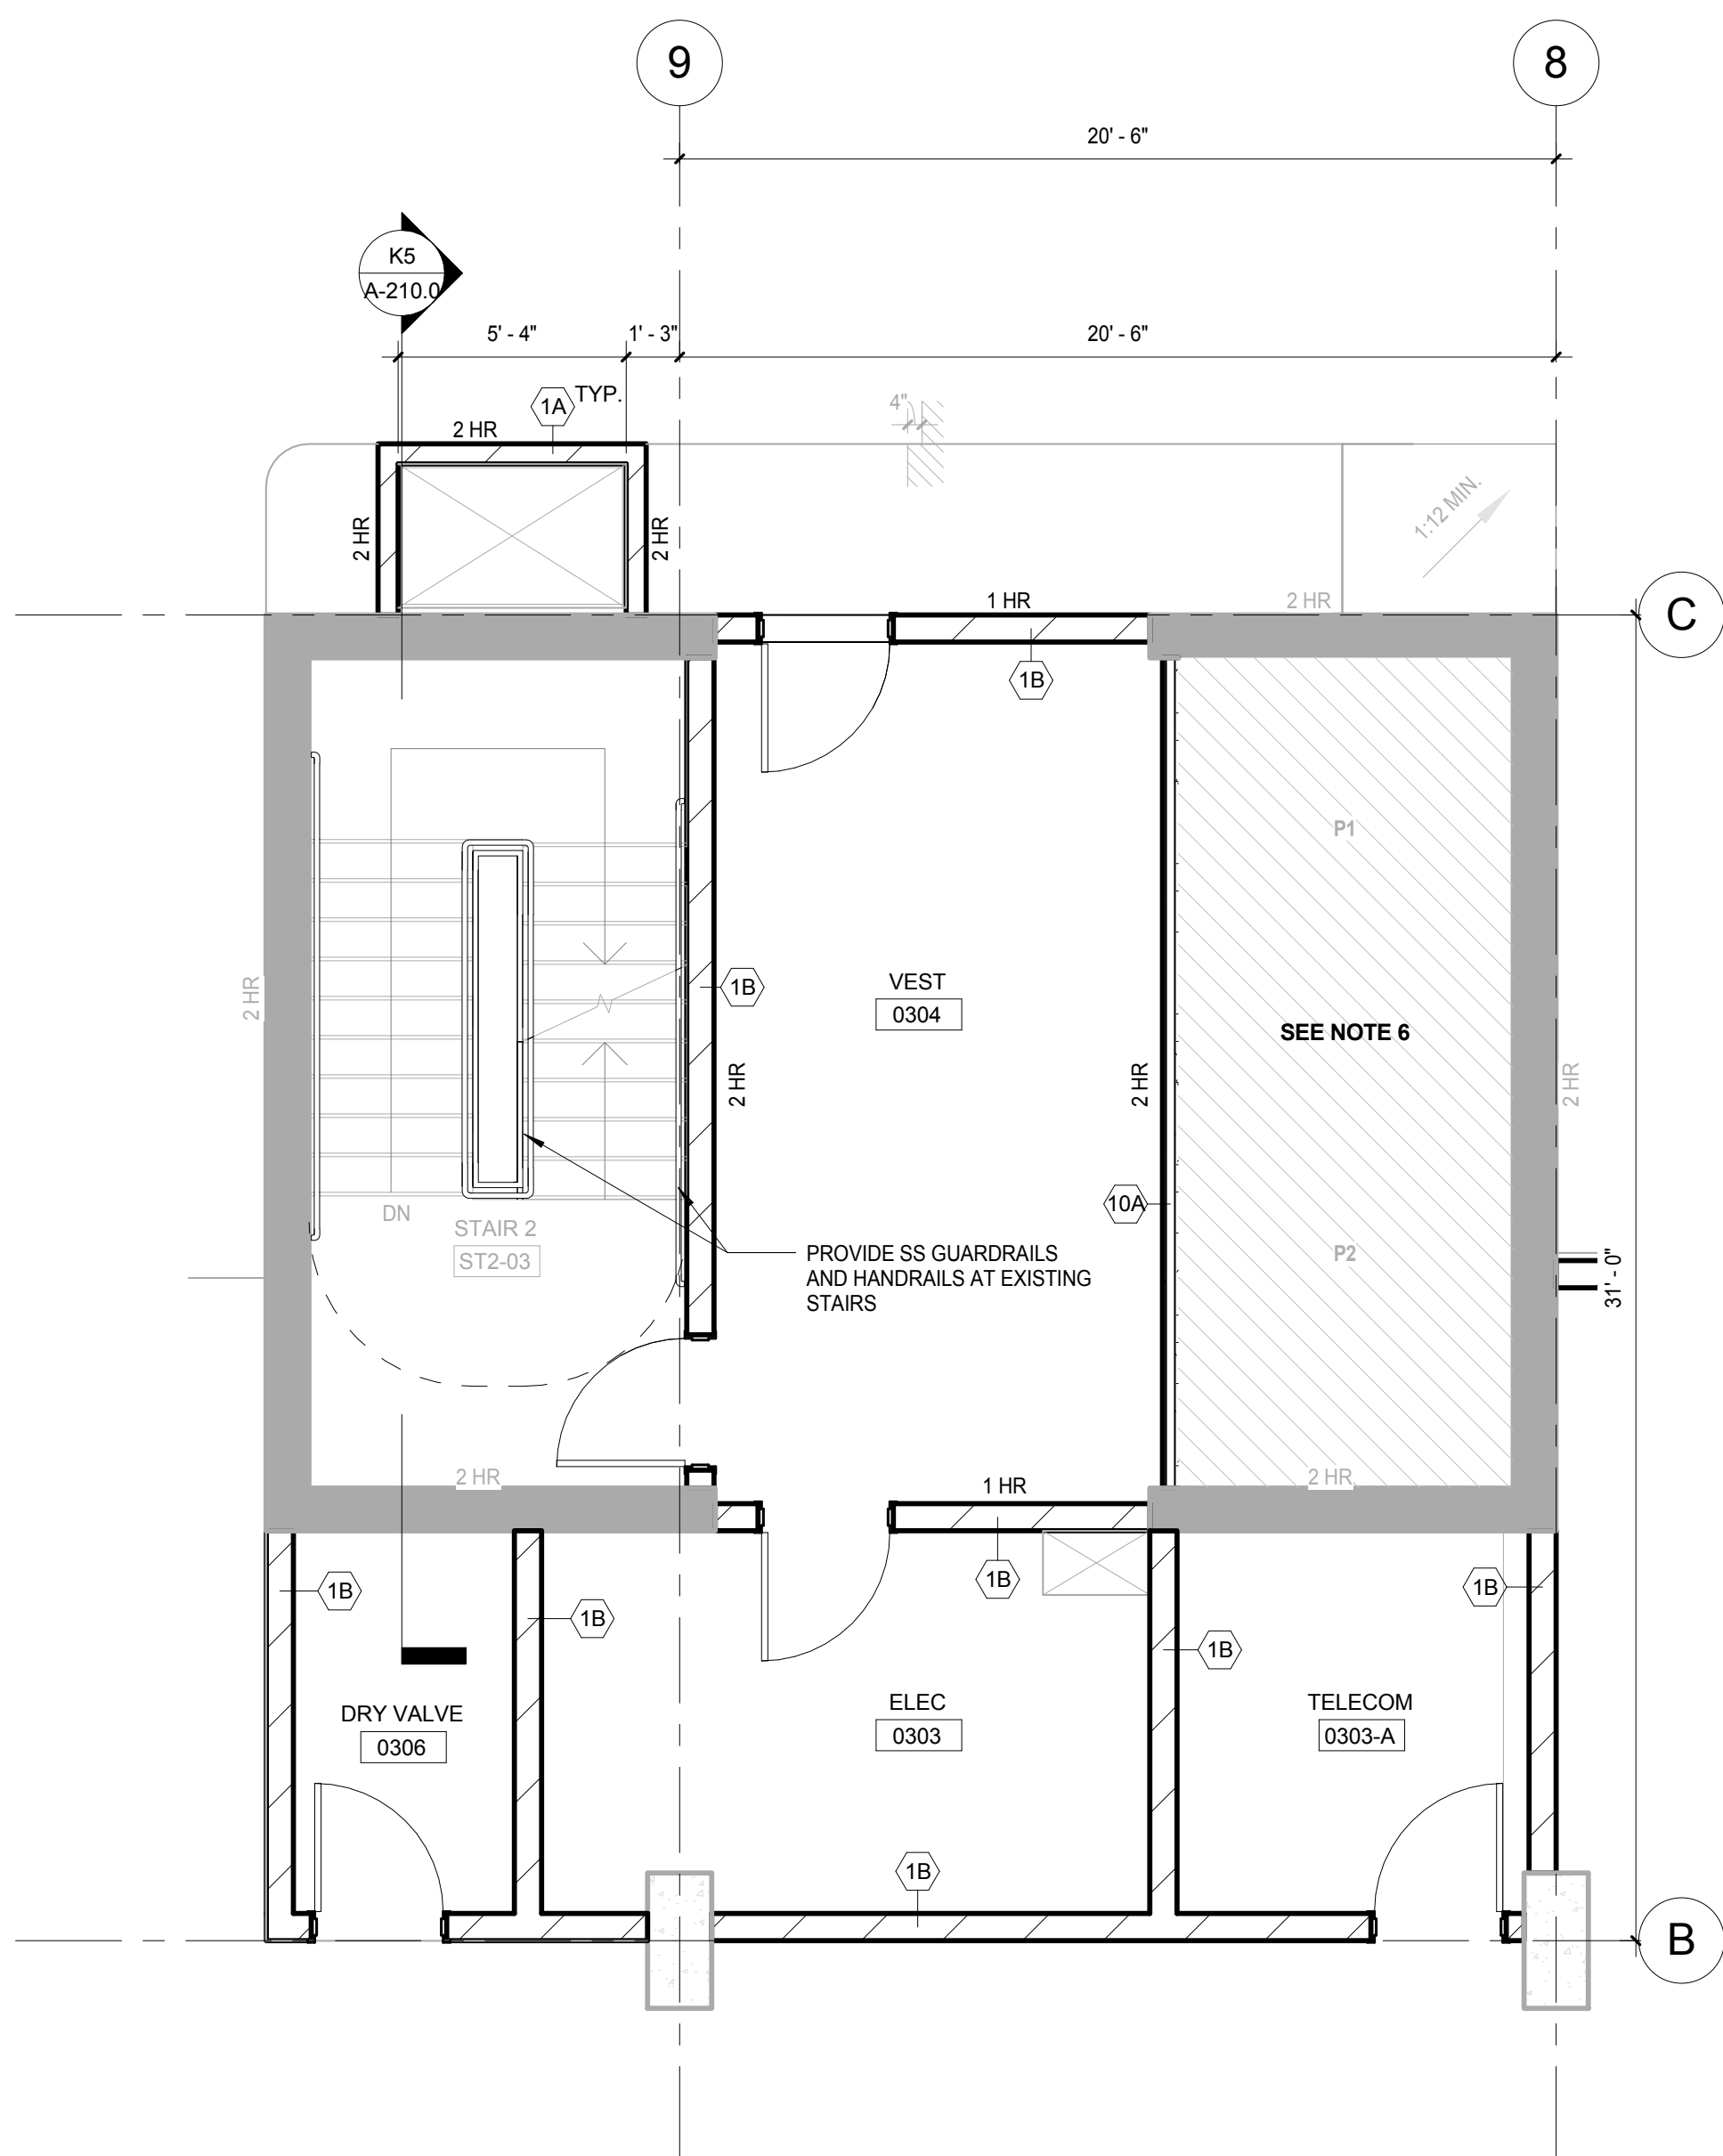 9
8
20' - 6"
K5
A-210.0
5' - 4"
1' - 3"
20' - 6"
1A
TYP.
4"
2 HR
1:12 MIN.
2 HR
2 HR
1 HR
2 HR
C
1B
P1
VEST
0304
1B
2 HR
SEE NOTE 6
2 HR
2 HR
2 HR
10A
DN
STAIR 2
ST2-03
PROVIDE SS GUARDRAILS
AND HANDRAILS AT EXISTING
STAIRS
P2
31' - 0"
2 HR
1 HR
2 HR
1B
1B
1B
1B
1B
DRY VALVE
0306
ELEC
0303
TELECOM
0303-A
1B
B